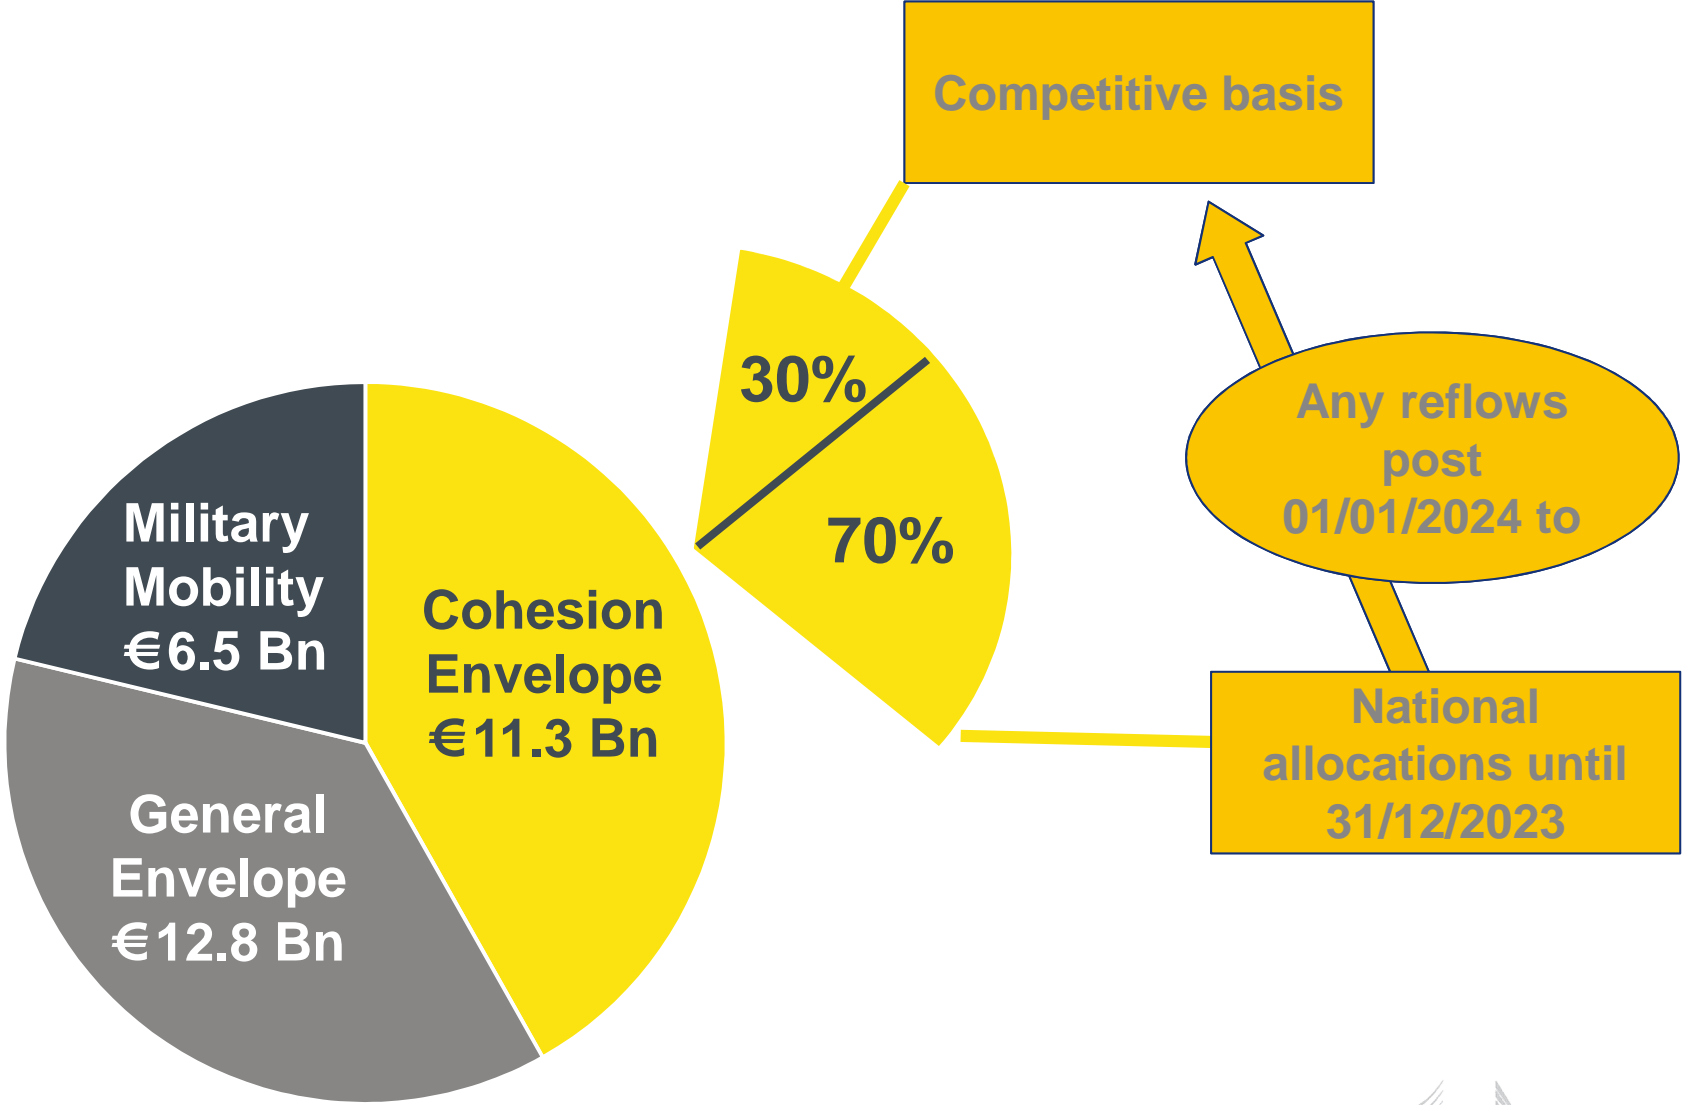 Competitive basis
30%
70%
Any reflows
post
01/01/2024 to
Military
Mobility
€6.5 Bn
Cohesion
Envelope
€11.3 Bn
General
Envelope
€12.8 Bn
National
allocations until
31/12/2023